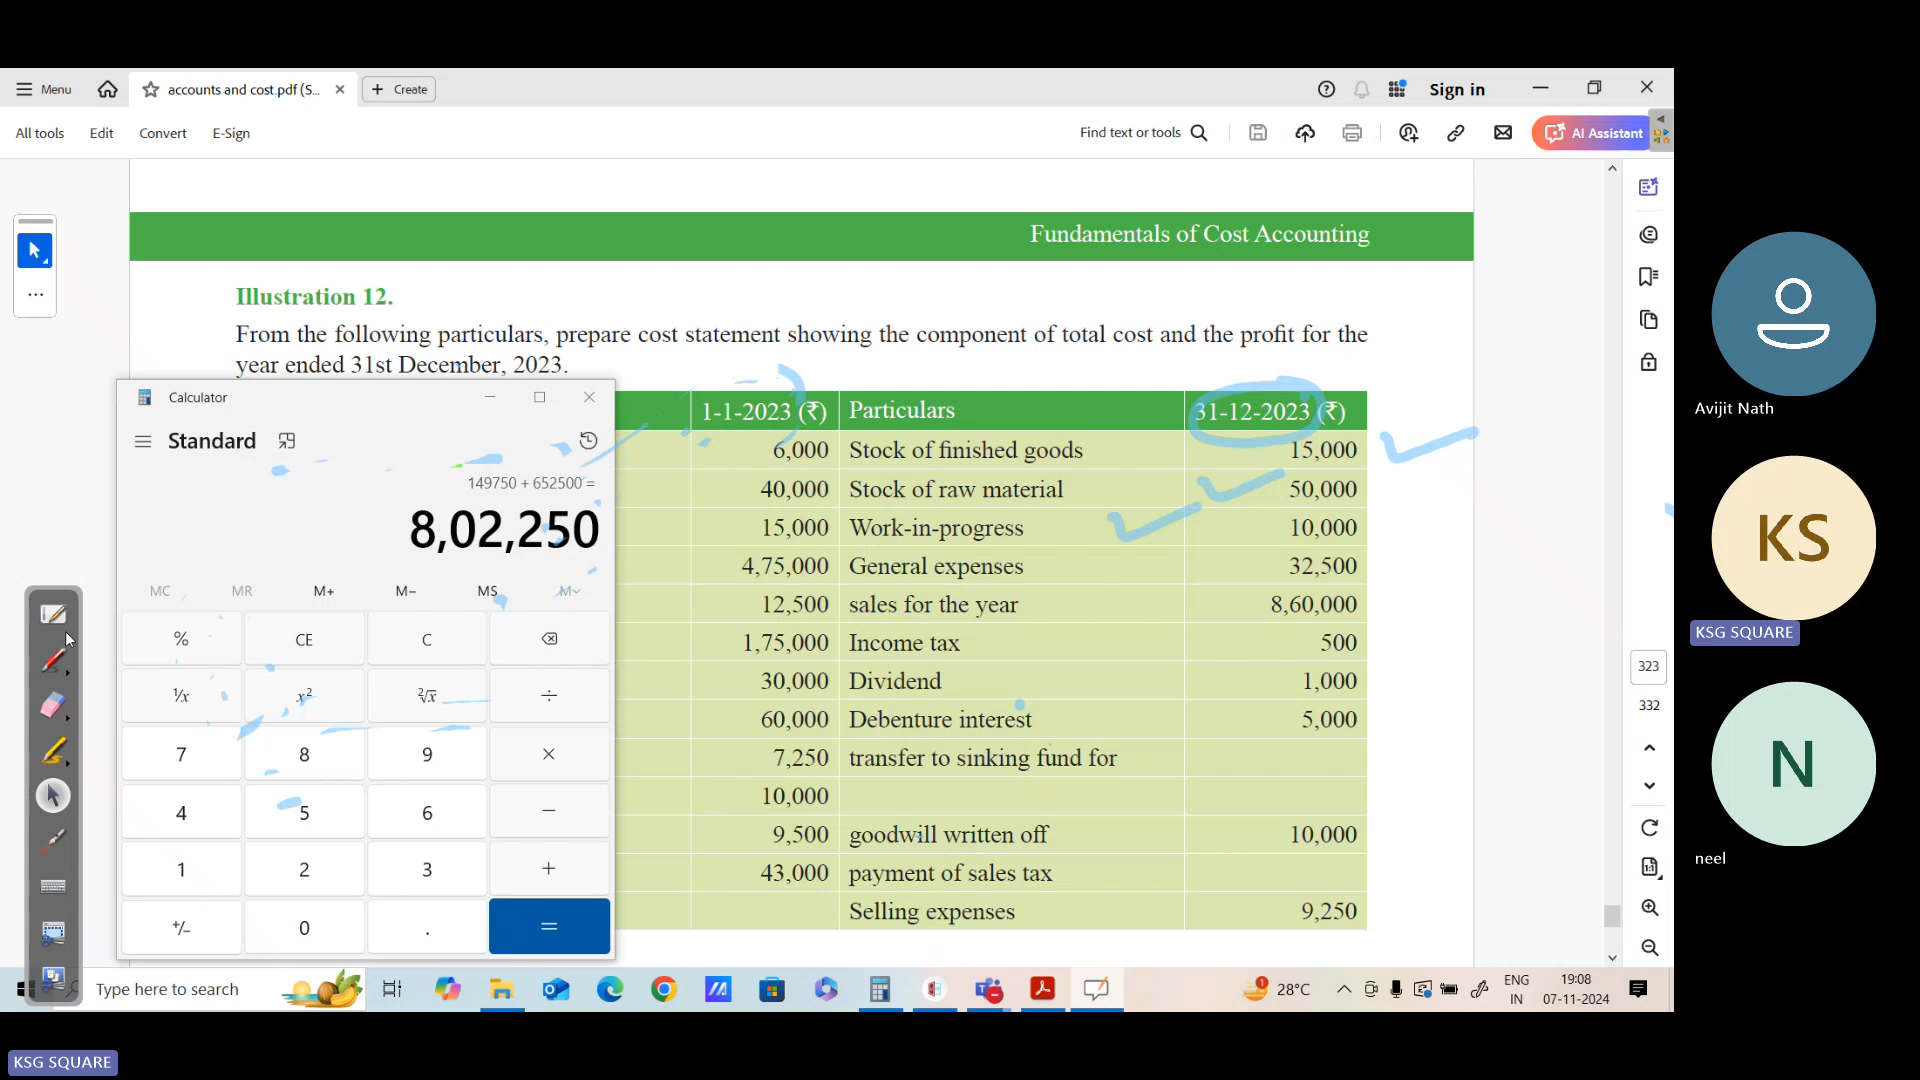 Menu
accounts and cost.pdf (S...
Create
Sign in
All tools
Edit
Convert
E-Sign
Find text or tools
AI Assistant
Fundamentals of Cost Accounting
Illustration 12.
From the following particulars, prepare cost statement showing the component of total cost and the profit for the
year ended 31st December, 2023.
1-1-2023 (₹) Particulars 31-12-2023 (₹)
6,000 Stock of finished goods 15,000
40,000 Stock of raw material 50,000
15,000 Work-in-progress 10,000
4,75,000 General expenses 32,500
12,500 sales for the year 8,60,000
1,75,000 Income tax 500
30,000 Dividend 1,000
60,000 Debenture interest 5,000
7,250 transfer to sinking fund for
10,000
9,500 goodwill written off 10,000
43,000 payment of sales tax
Selling expenses 9,250
Calculator
Standard
149750 + 652500 =
8,02,250
MC MR M+ M− MS M˅
% CE C
¹/x x² ²√x ÷
7 8 9 ×
4 5 6 −
1 2 3 +
+/− 0 . =
323
332
1:1
Type here to search
28°C
ENG
IN
19:08
07-11-2024
Avijit Nath
KS
KSG SQUARE
N
neel
KSG SQUARE